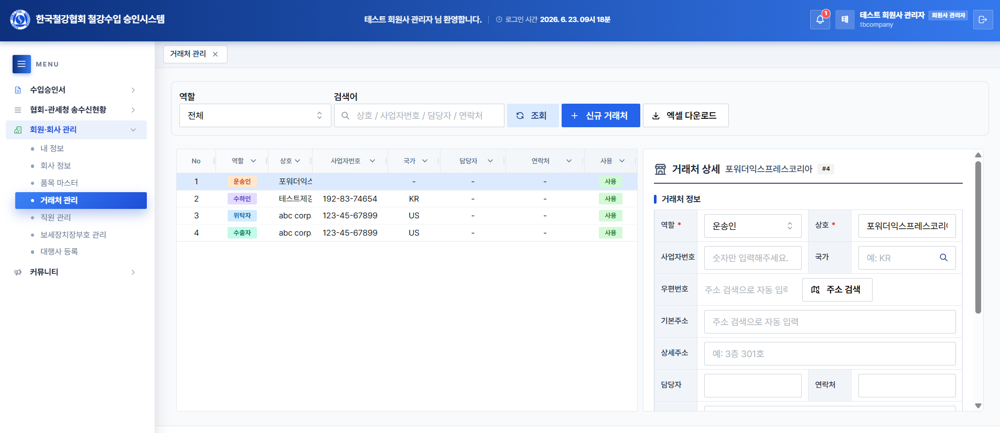 한국철강협회 철강수입 승인시스템
테스트 회원사 관리자 님 환영합니다. 로그인 시간 2026. 6. 23. 09시 18분
1
테
테스트 회원사 관리자 회원사 관리자
tbcompany
MENU
수입승인서
협회-관세청 송수신현황
회원·회사 관리
내 정보
회사 정보
품목 마스터
거래처 관리
직원 관리
보세장치장부호 관리
대행사 등록
커뮤니티
거래처 관리
역할 검색어
전체 상호 / 사업자번호 / 담당자 / 연락처 조회 신규 거래처 엑셀 다운로드
No 역할 상호 사업자번호 국가 담당자 연락처 사용
1 운송인 포워더익스 - - - 사용
2 수하인 테스트제강 192-83-74654 KR - - 사용
3 위탁자 abc corp. 123-45-67899 US - - 사용
4 수출자 abc corp. 123-45-67899 US - - 사용
거래처 상세 포워더익스프레스코리아 #4
거래처 정보
역할 * 운송인 상호 * 포워더익스프레스코리아
사업자번호 숫자만 입력해주세요. 국가 예: KR
우편번호 주소 검색으로 자동 입력 주소 검색
기본주소 주소 검색으로 자동 입력
상세주소 예: 3층 301호
담당자 연락처